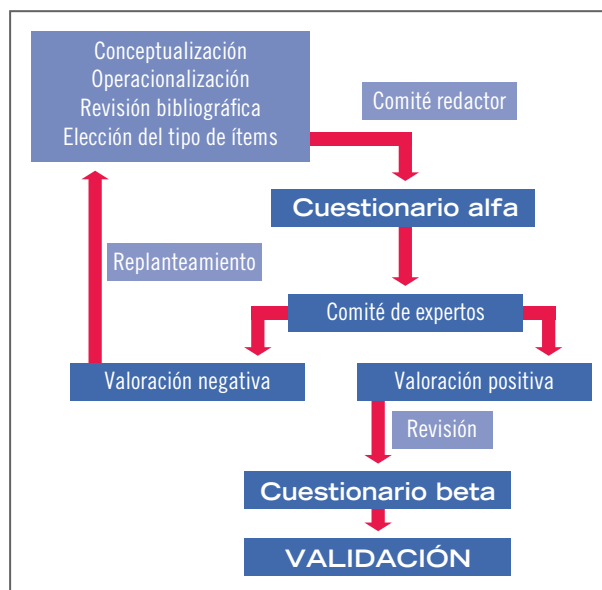 Conceptualización
Operacionalización
Revisión bibliográfica
Elección del tipo de ítems
Comité redactor
Cuestionario alfa
Replanteamiento
Comité de expertos
Valoración negativa
Valoración positiva
Revisión
Cuestionario beta
VALIDACIÓN